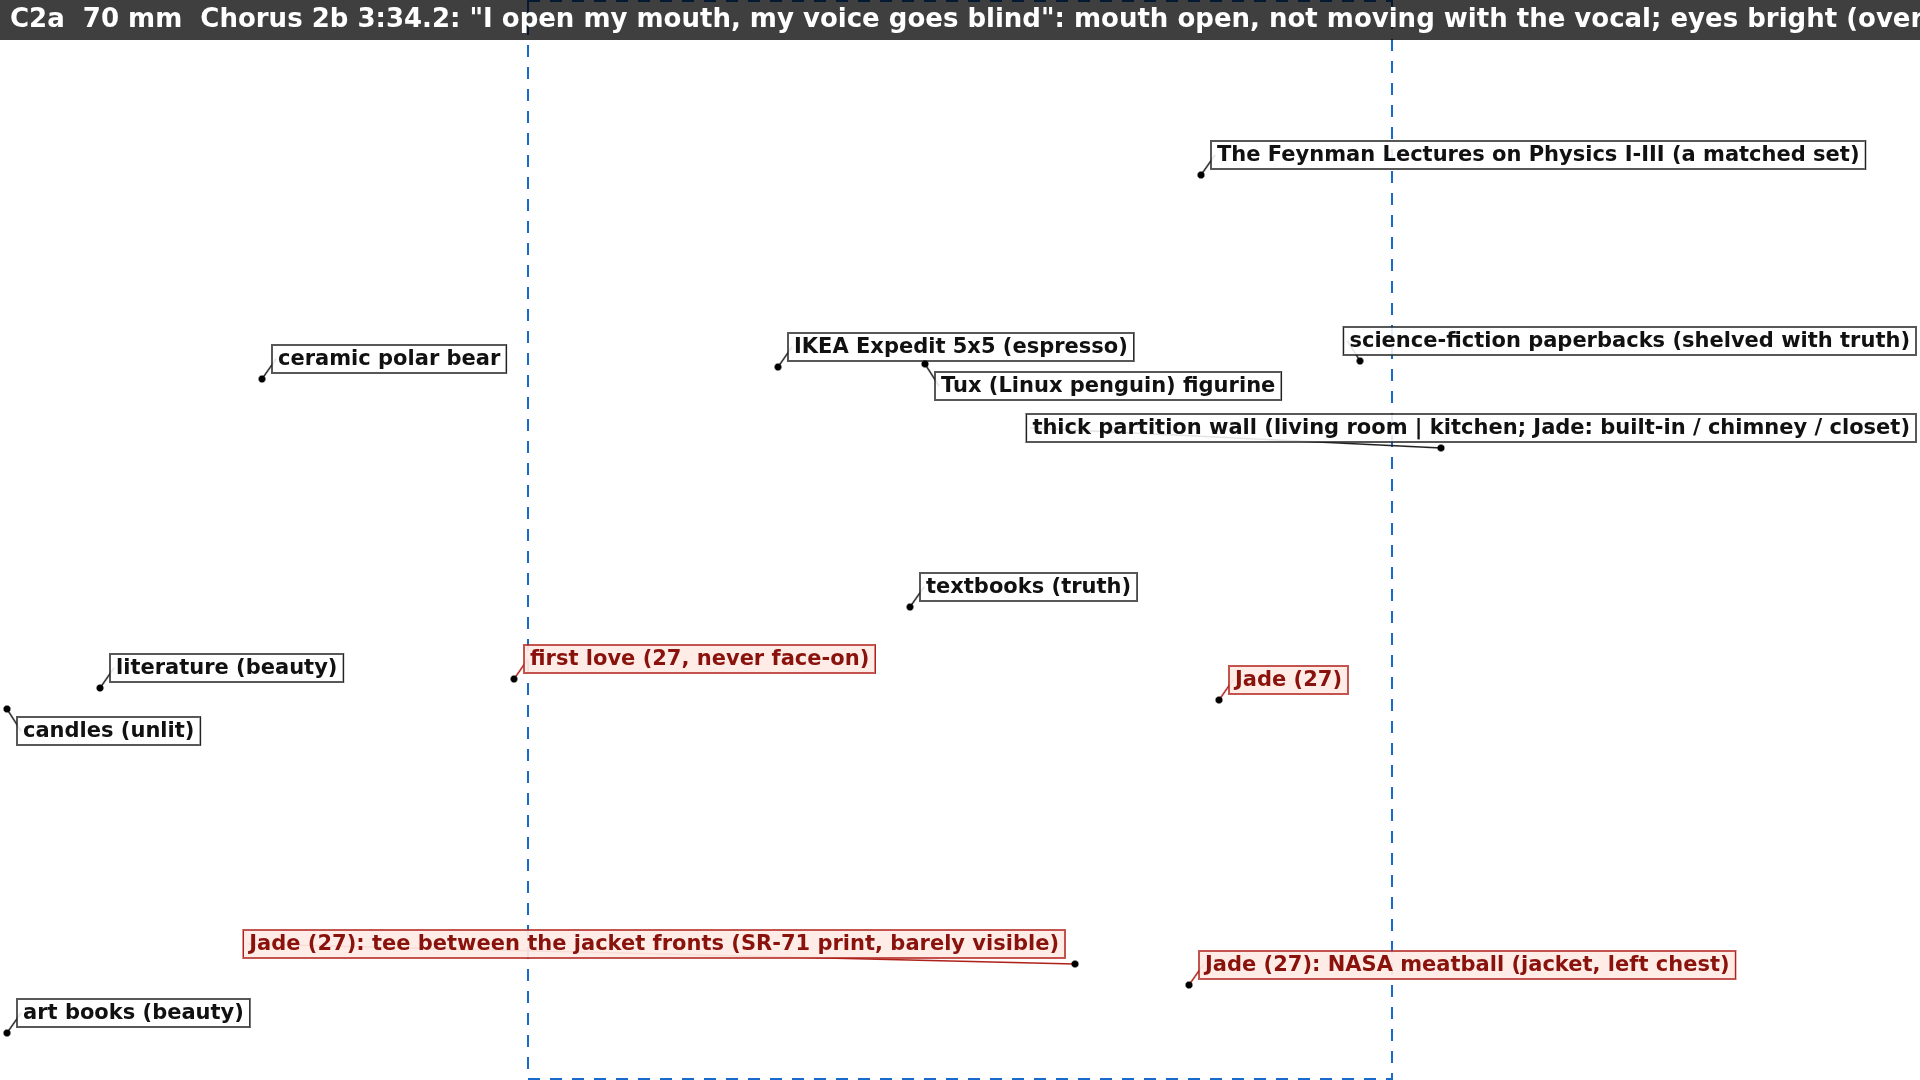 C2a  70 mm  Chorus 2b 3:34.2: "I open my mouth, my voice goes blind": mouth open, not moving with the vocal; eyes bright (over
The Feynman Lectures on Physics I-III (a matched set)
science-fiction paperbacks (shelved with truth)
IKEA Expedit 5x5 (espresso)
ceramic polar bear
Tux (Linux penguin) figurine
thick partition wall (living room | kitchen; Jade: built-in / chimney / closet)
textbooks (truth)
first love (27, never face-on)
literature (beauty)
Jade (27)
candles (unlit)
Jade (27): tee between the jacket fronts (SR-71 print, barely visible)
Jade (27): NASA meatball (jacket, left chest)
art books (beauty)